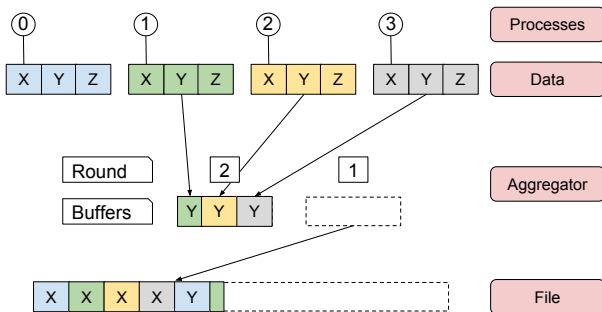 0 1 2 3 Processes
X Y Z X Y Z X Y Z X Y Z Data
Round 2 1
Aggregator
Buffers Y Y Y
X X X X Y File